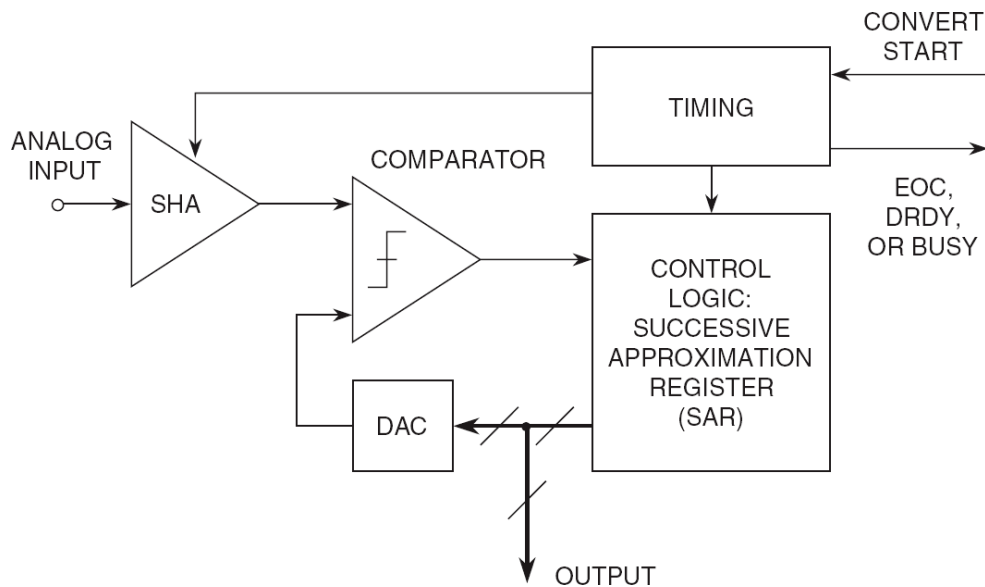 CONVERT
START
TIMING
ANALOG
INPUT
COMPARATOR
SHA
EOC,
DRDY,
OR BUSY
CONTROL
LOGIC:
SUCCESSIVE
APPROXIMATION
REGISTER
(SAR)
DAC
OUTPUT